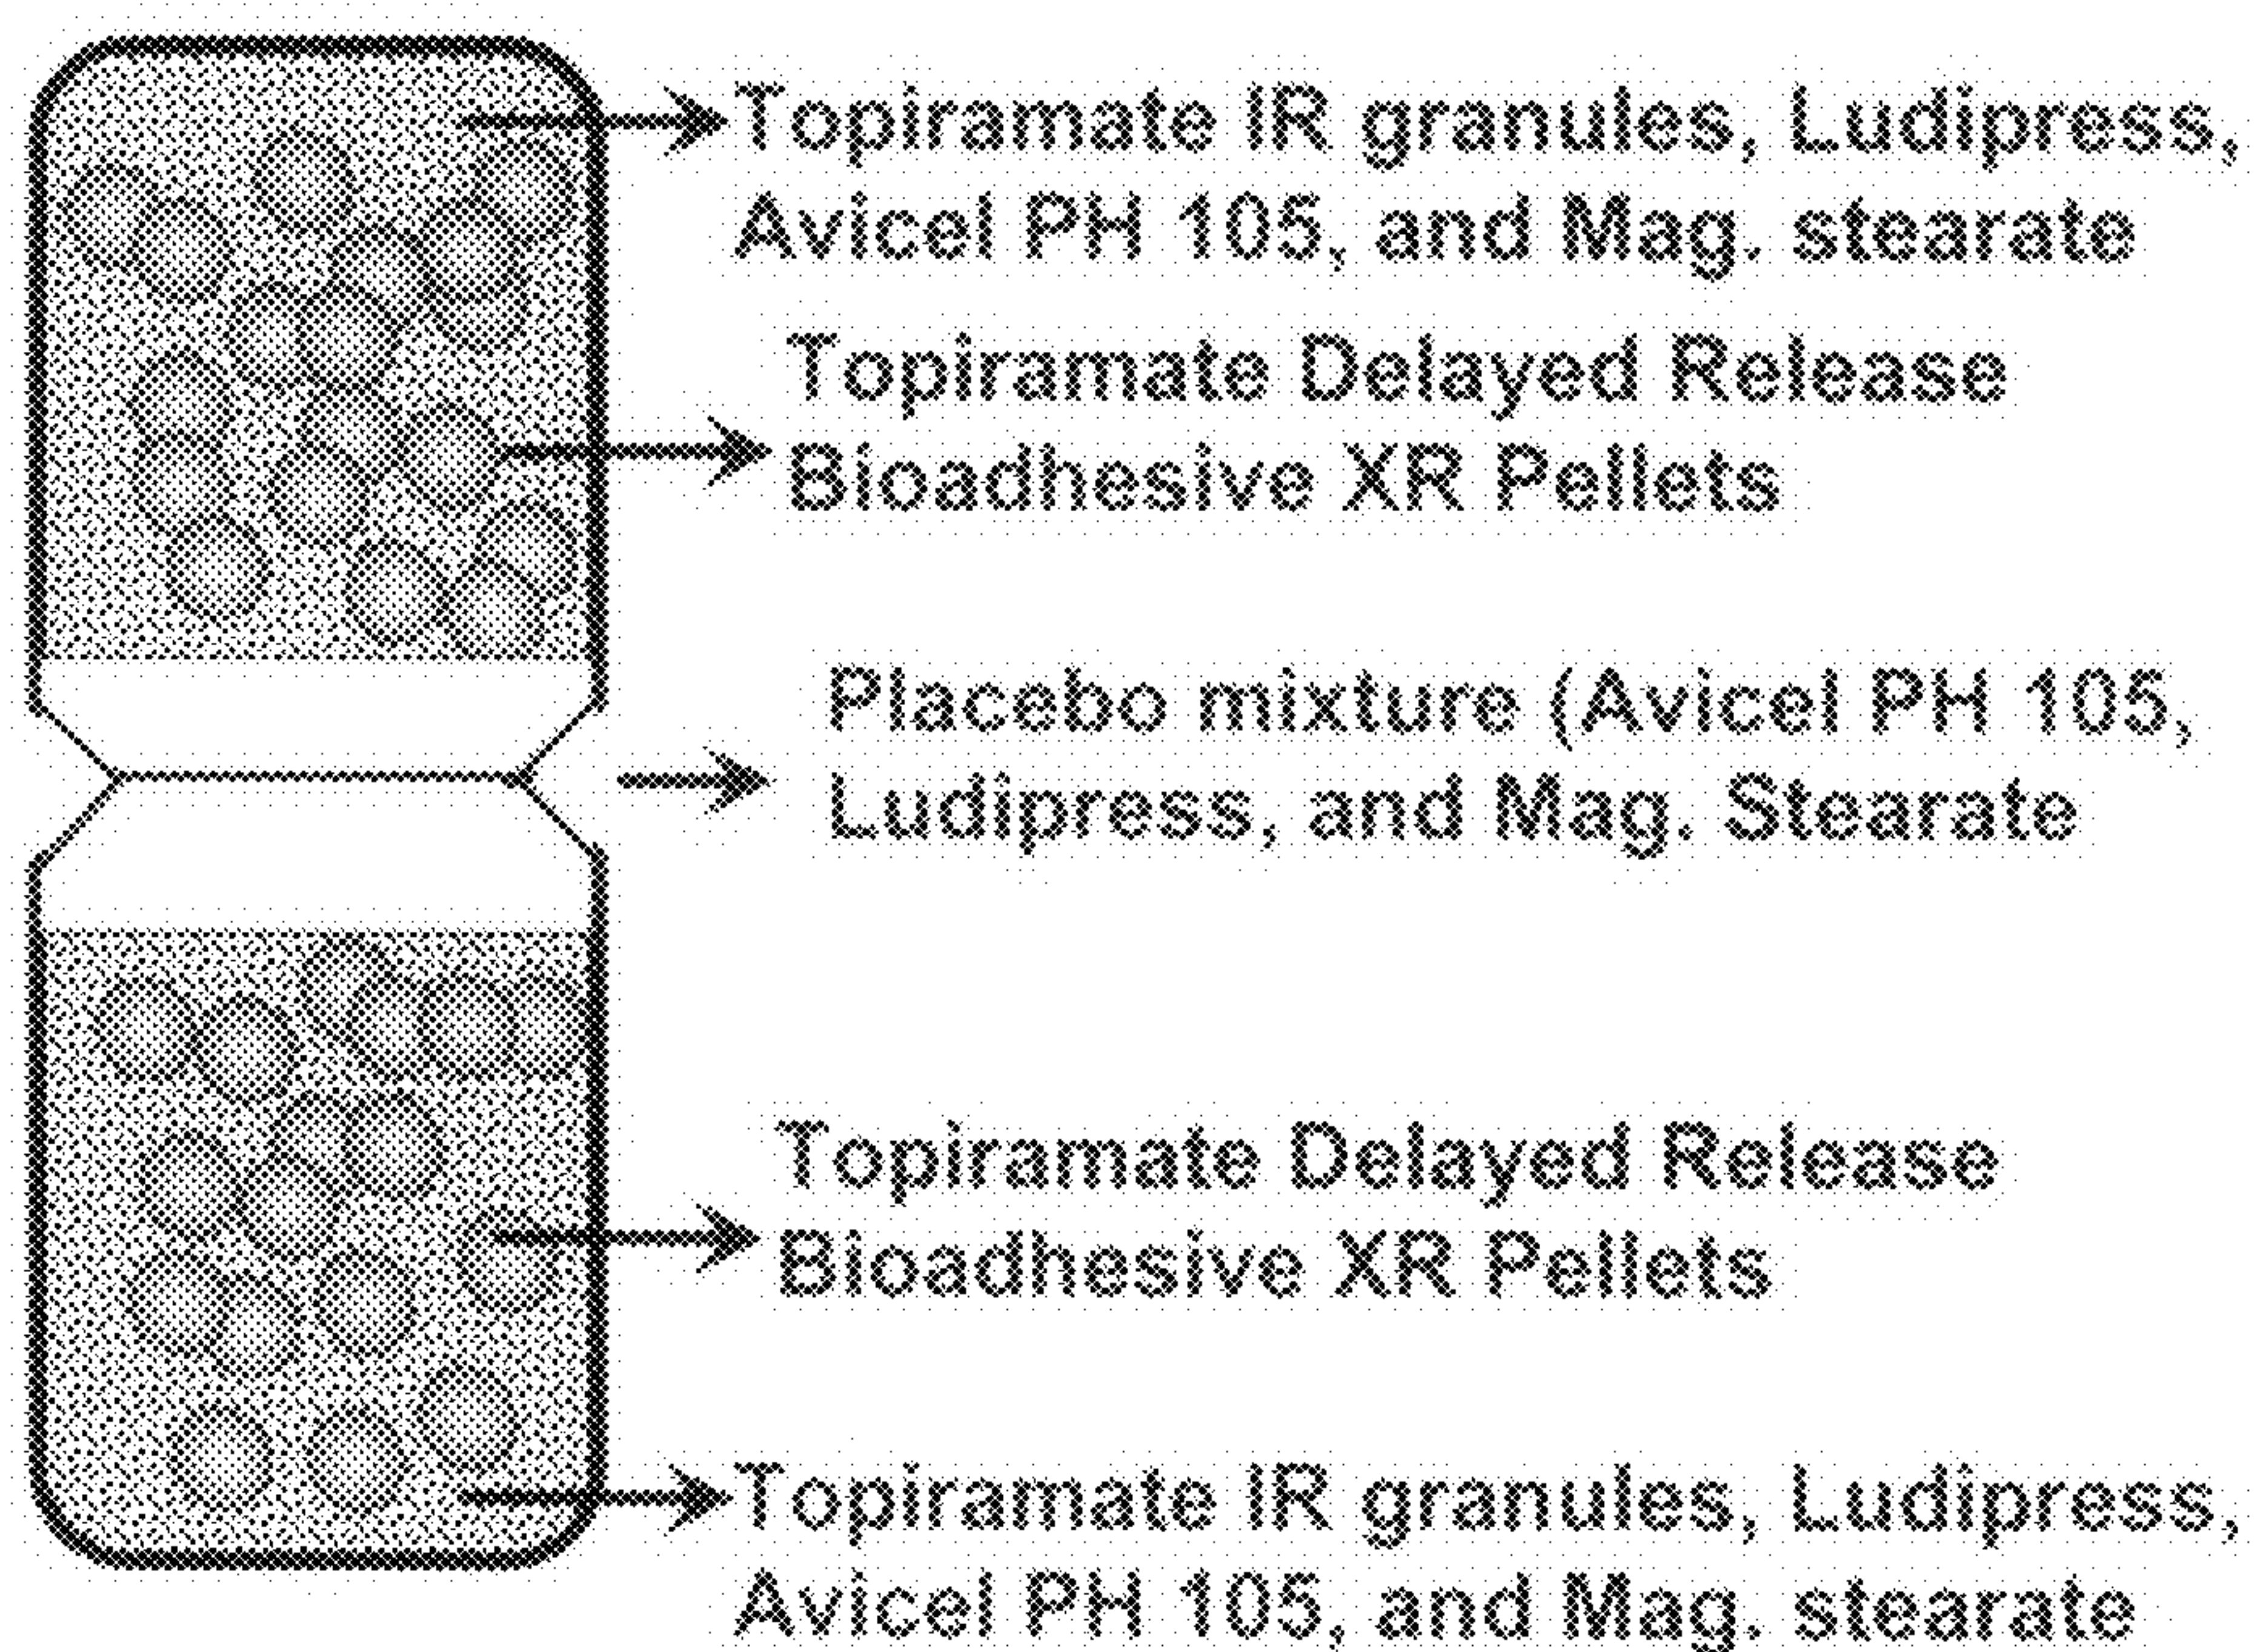 Topiramate IR granules, Ludipress,
Avicel PH 105, and Mag. stearate
Topiramate Delayed Release
Bioadhesive XR Pellets
Placebo mixture (Avicel PH 105,
Ludipress, and Mag. Stearate
Topiramate Delayed Release
Bioadhesive XR Pellets
Topiramate IR granules, Ludipress,
Avicel PH 105, and Mag. stearate